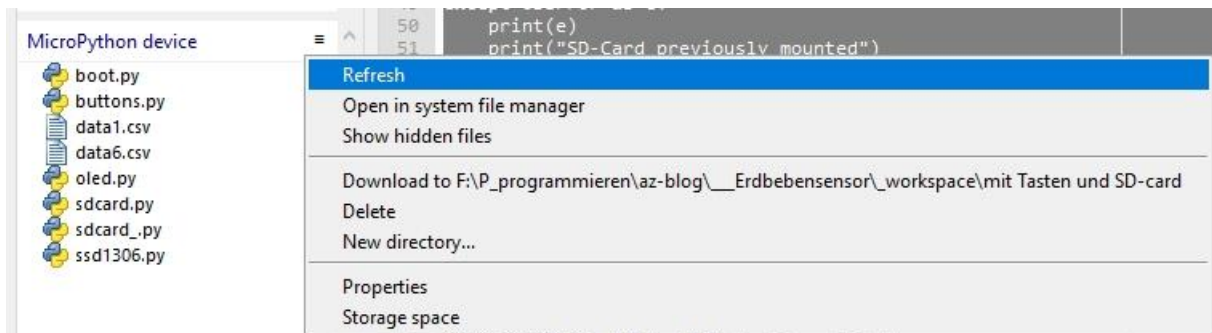 50 print(e)
MicroPython device
51 print("SD-Card previously mounted")
boot.py
buttons.py
data1.csv
data6.csv
oled.py
sdcard.py
sdcard_.py
ssd1306.py
Refresh
Open in system file manager
Show hidden files
Download to F:\P_programmieren\az-blog\___Erdbebensensor\_workspace\mit Tasten und SD-card
Delete
New directory...
Properties
Storage space